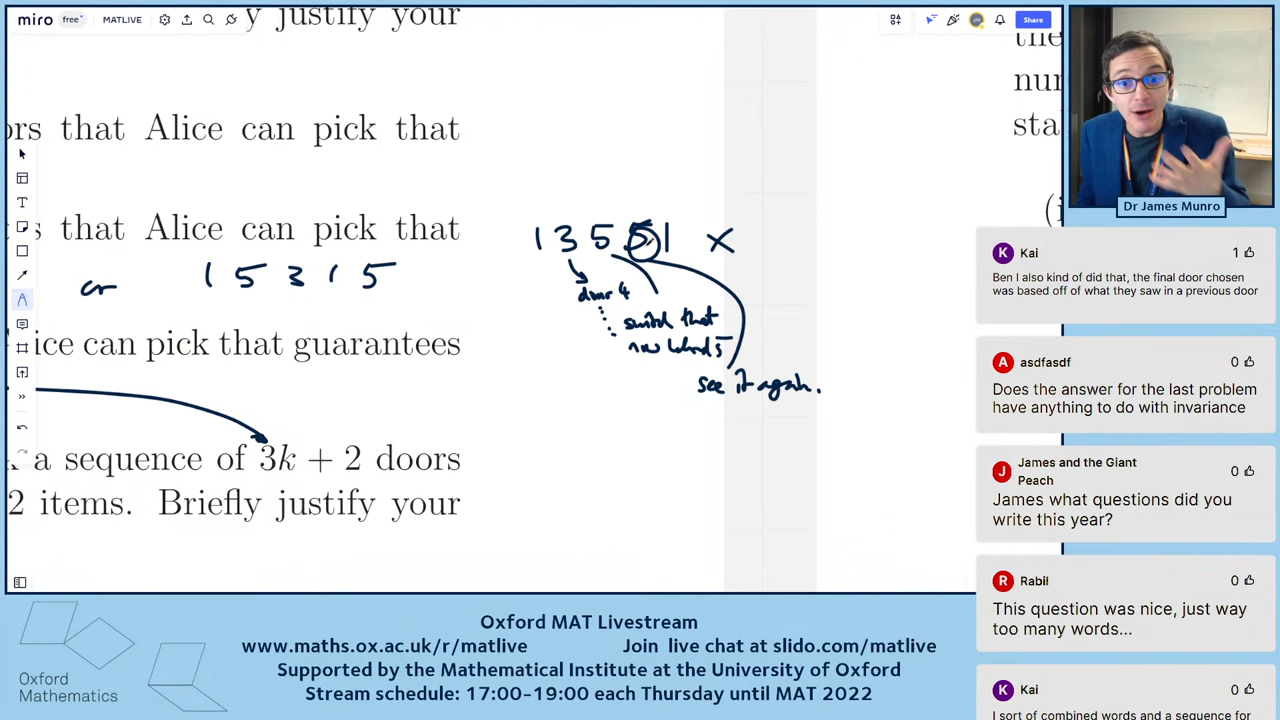 miro free MATLIVE
Share
y justify your
ors that Alice can pick that
s that Alice can pick that
or 1 5 3 1 5
ice can pick that guarantees
a sequence of 3k + 2 doors
2 items. Briefly justify your
1 3 5 5 1 X
door 4
switch that
now behind 5
see it again.
the
nu
sta
(i
Dr James Munro
K Kai 1
Ben I also kind of did that, the final door chosen
was based off of what they saw in a previous door
A asdfasdf 0
Does the answer for the last problem
have anything to do with invariance
J James and the Giant
Peach 0
James what questions did you
write this year?
R Rabil 0
This question was nice, just way
too many words...
K Kai 0
I sort of combined words and a sequence for
Oxford
Mathematics
Oxford MAT Livestream
www.maths.ox.ac.uk/r/matlive Join live chat at slido.com/matlive
Supported by the Mathematical Institute at the University of Oxford
Stream schedule: 17:00-19:00 each Thursday until MAT 2022